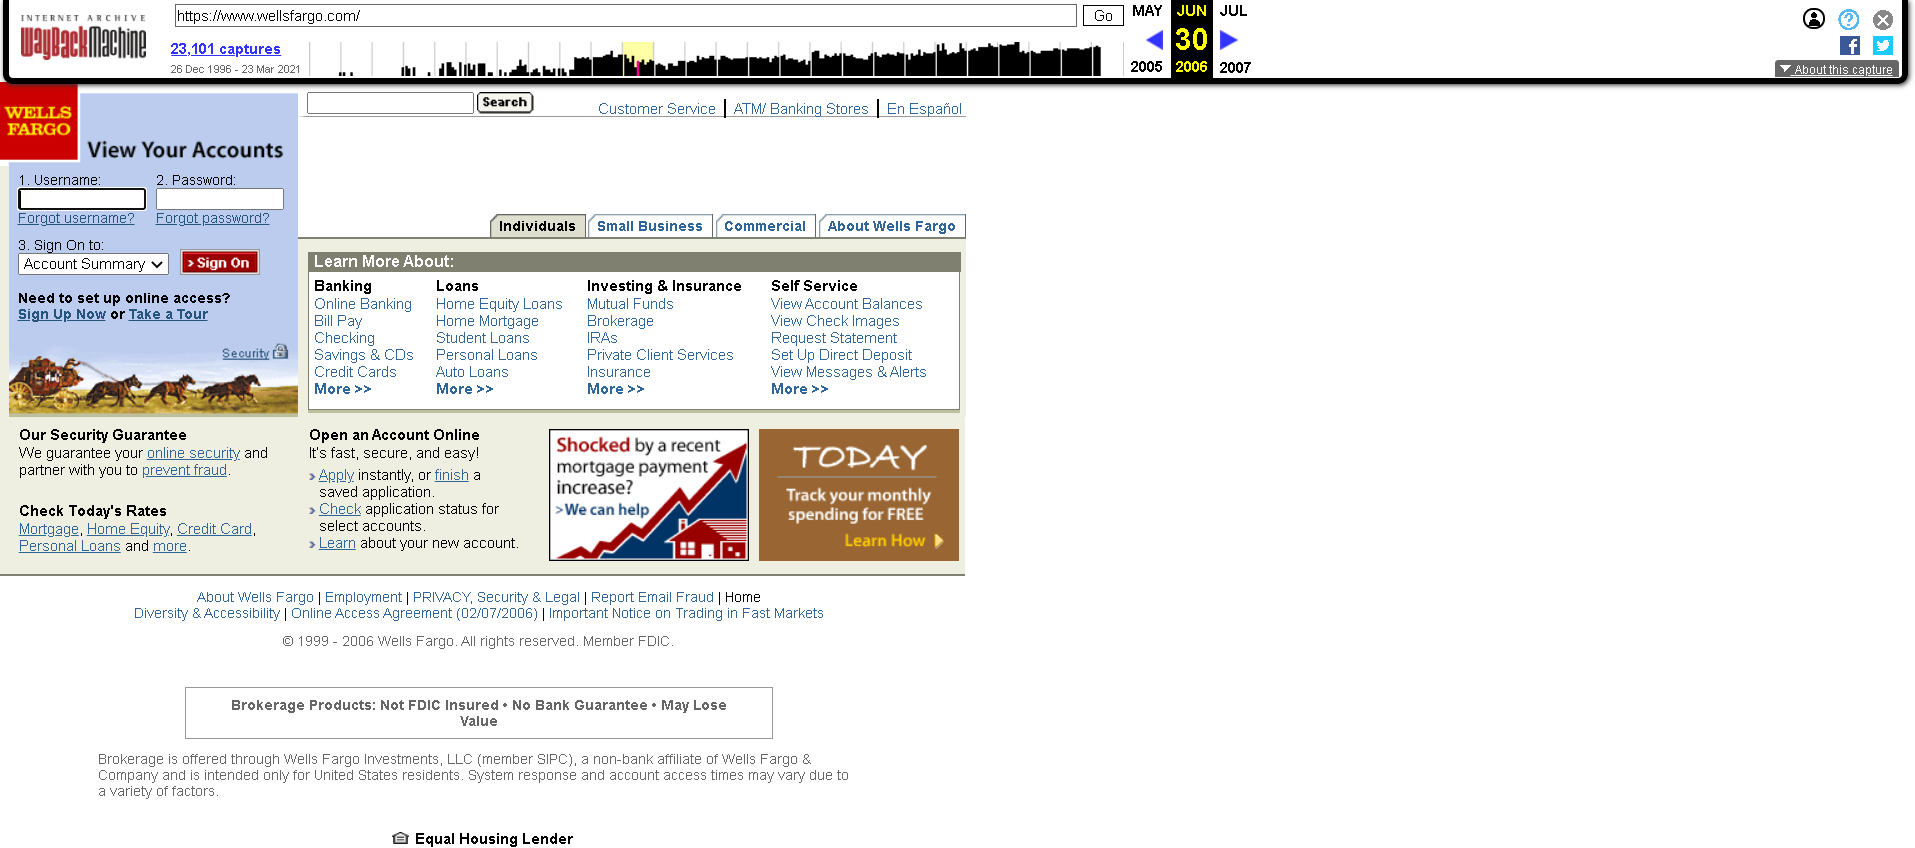 INTERNET ARCHIVE
WayBackMachine
https://www.wellsfargo.com/
Go
MAY
JUN
JUL
23,101 captures
30
26 Dec 1996 - 23 Mar 2021
2005
2006
2007
About this capture
WELLS
FARGO
Search
Customer Service | ATM/ Banking Stores | En Español
View Your Accounts
1. Username:
2. Password:
Forgot username?
Forgot password?
3. Sign On to:
Account Summary
Sign On
Need to set up online access?
Sign Up Now or Take a Tour
Security
Individuals
Small Business
Commercial
About Wells Fargo
Learn More About:
Banking
Online Banking
Bill Pay
Checking
Savings & CDs
Credit Cards
More >>
Loans
Home Equity Loans
Home Mortgage
Student Loans
Personal Loans
Auto Loans
More >>
Investing & Insurance
Mutual Funds
Brokerage
IRAs
Private Client Services
Insurance
More >>
Self Service
View Account Balances
View Check Images
Request Statement
Set Up Direct Deposit
View Messages & Alerts
More >>
Our Security Guarantee
We guarantee your online security and
partner with you to prevent fraud.
Check Today's Rates
Mortgage, Home Equity, Credit Card,
Personal Loans and more.
Open an Account Online
It's fast, secure, and easy!
Apply instantly, or finish a
saved application.
Check application status for
select accounts.
Learn about your new account.
Shocked by a recent
mortgage payment
increase?
>We can help
TODAY
Track your monthly
spending for FREE
Learn How
About Wells Fargo | Employment | PRIVACY, Security & Legal | Report Email Fraud | Home
Diversity & Accessibility | Online Access Agreement (02/07/2006) | Important Notice on Trading in Fast Markets
© 1999 - 2006 Wells Fargo. All rights reserved. Member FDIC.
Brokerage Products: Not FDIC Insured • No Bank Guarantee • May Lose
Value
Brokerage is offered through Wells Fargo Investments, LLC (member SIPC), a non-bank affiliate of Wells Fargo &
Company and is intended only for United States residents. System response and account access times may vary due to
a variety of factors.
Equal Housing Lender